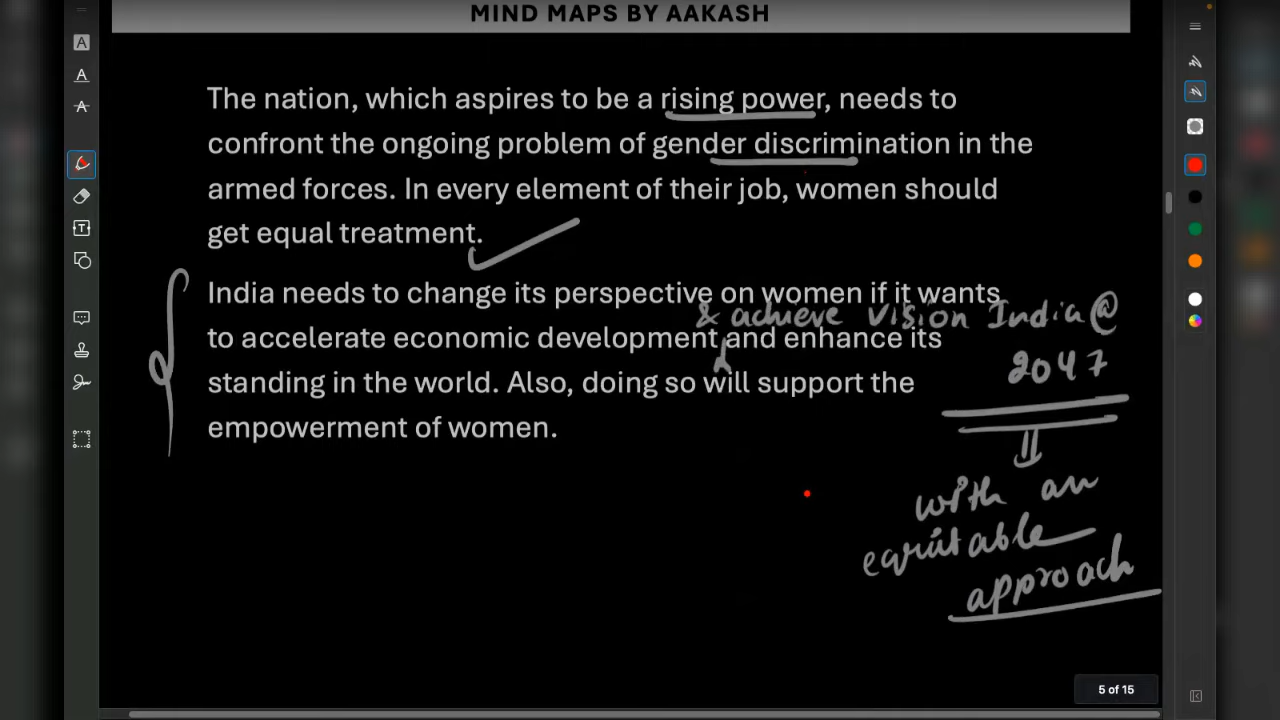 MIND MAPS BY AAKASH
The nation, which aspires to be a rising power, needs to
confront the ongoing problem of gender discrimination in the
armed forces. In every element of their job, women should
get equal treatment.
India needs to change its perspective on women if it wants
& achieve vision India @
to accelerate economic development and enhance its
2047
standing in the world. Also, doing so will support the
empowerment of women.
with an
equitable
approach
5 of 15